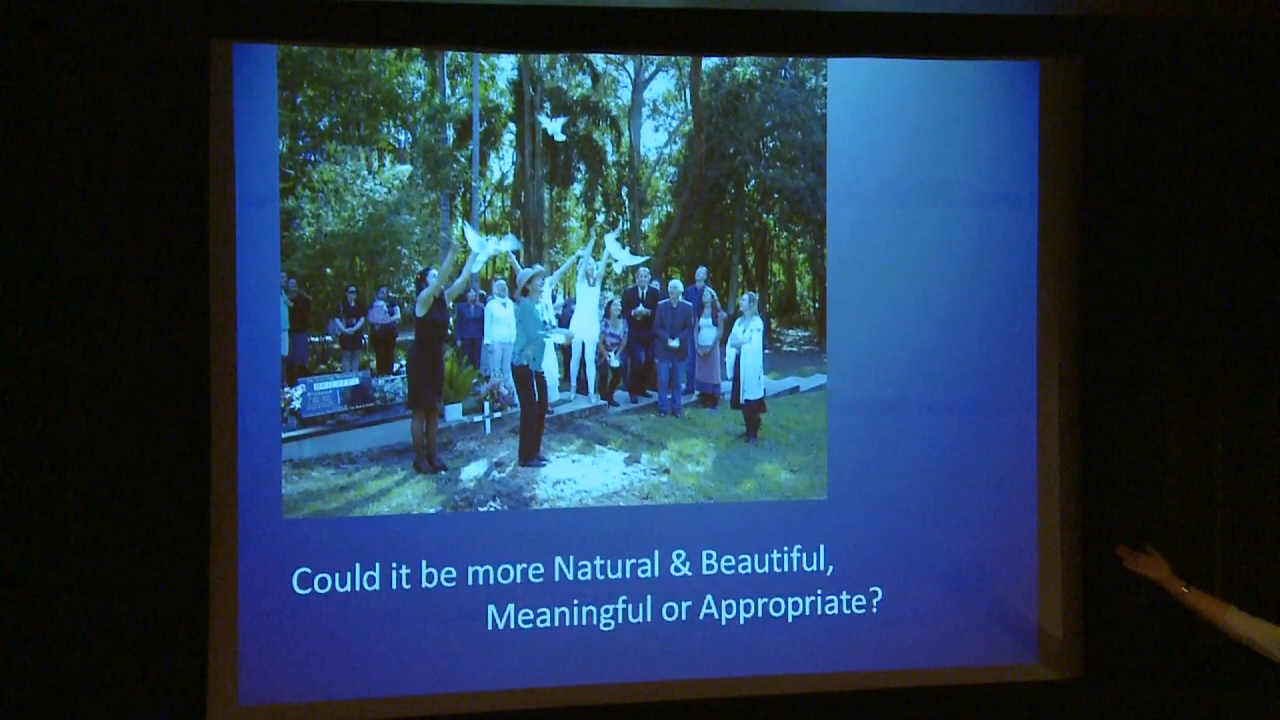 Could it be more Natural & Beautiful,
Meaningful or Appropriate?